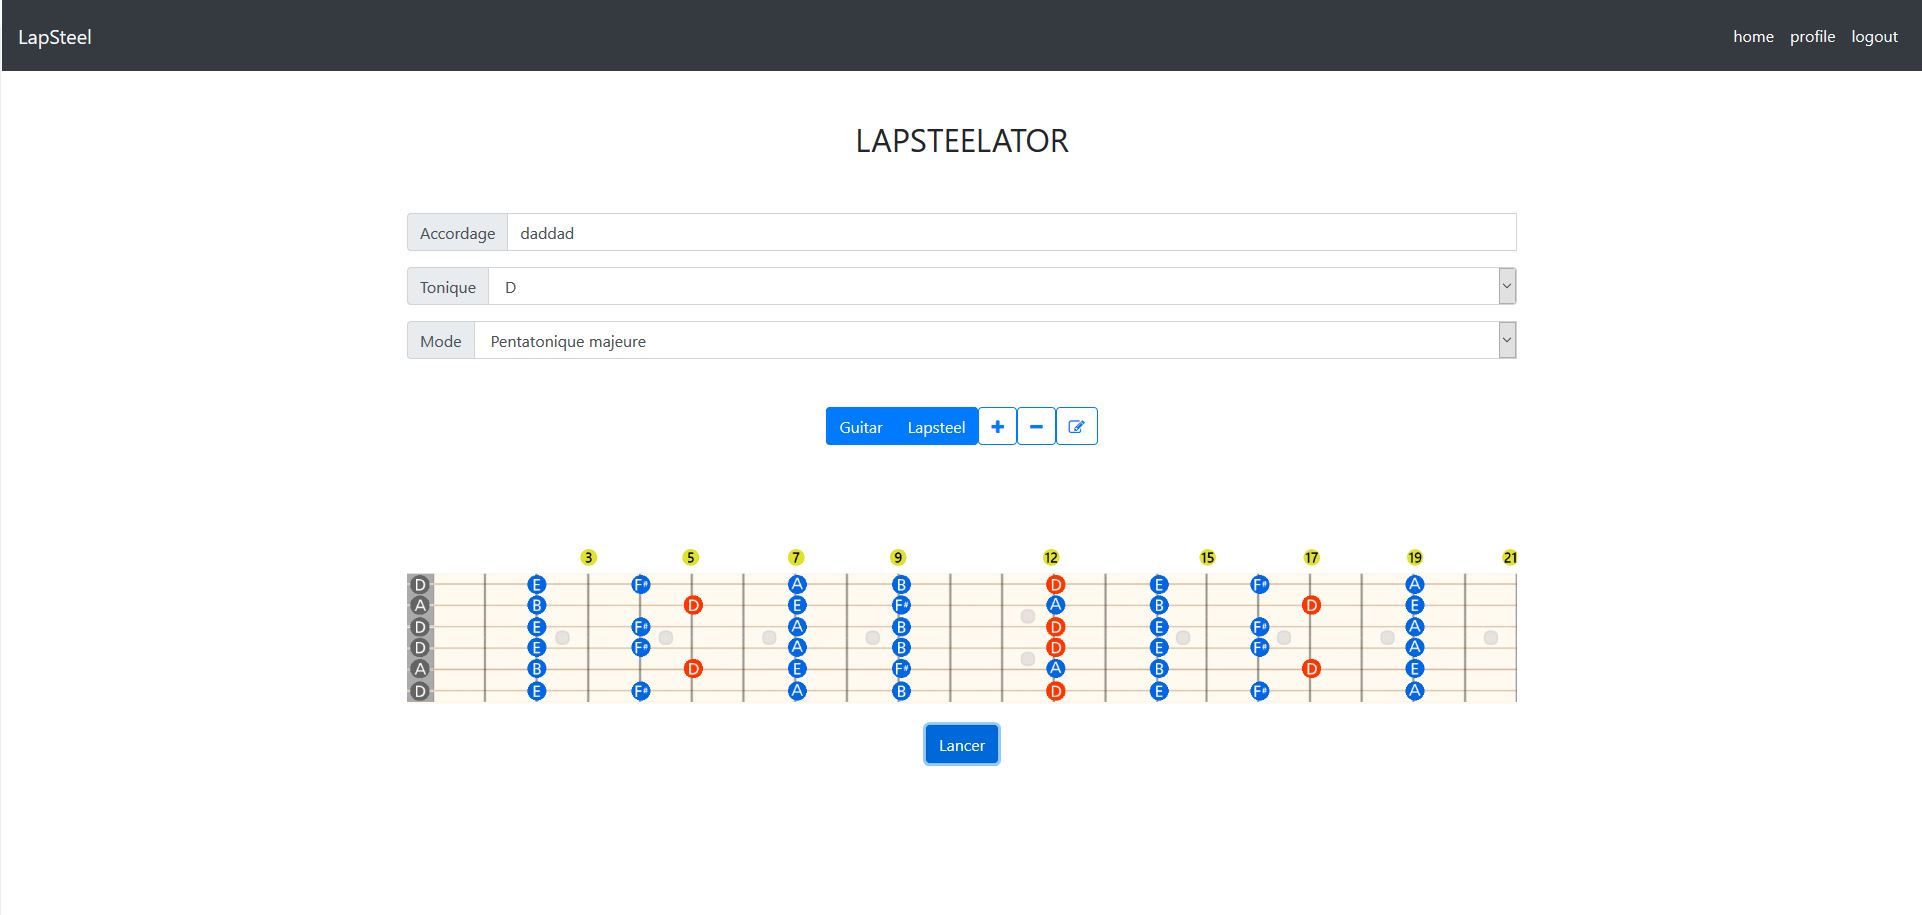 LapSteel home profile logout
LAPSTEELATOR
Accordage daddad
Tonique D
Mode Pentatonique majeure
Guitar Lapsteel
3 5 7 9 12 15 17 19 21
D E F# A B D E F# A
A B D E F# A B D E
D E F# A B D E F# A
D E F# A B D E F# A
A B D E F# A B D E
D E F# A B D E F# A
Lancer